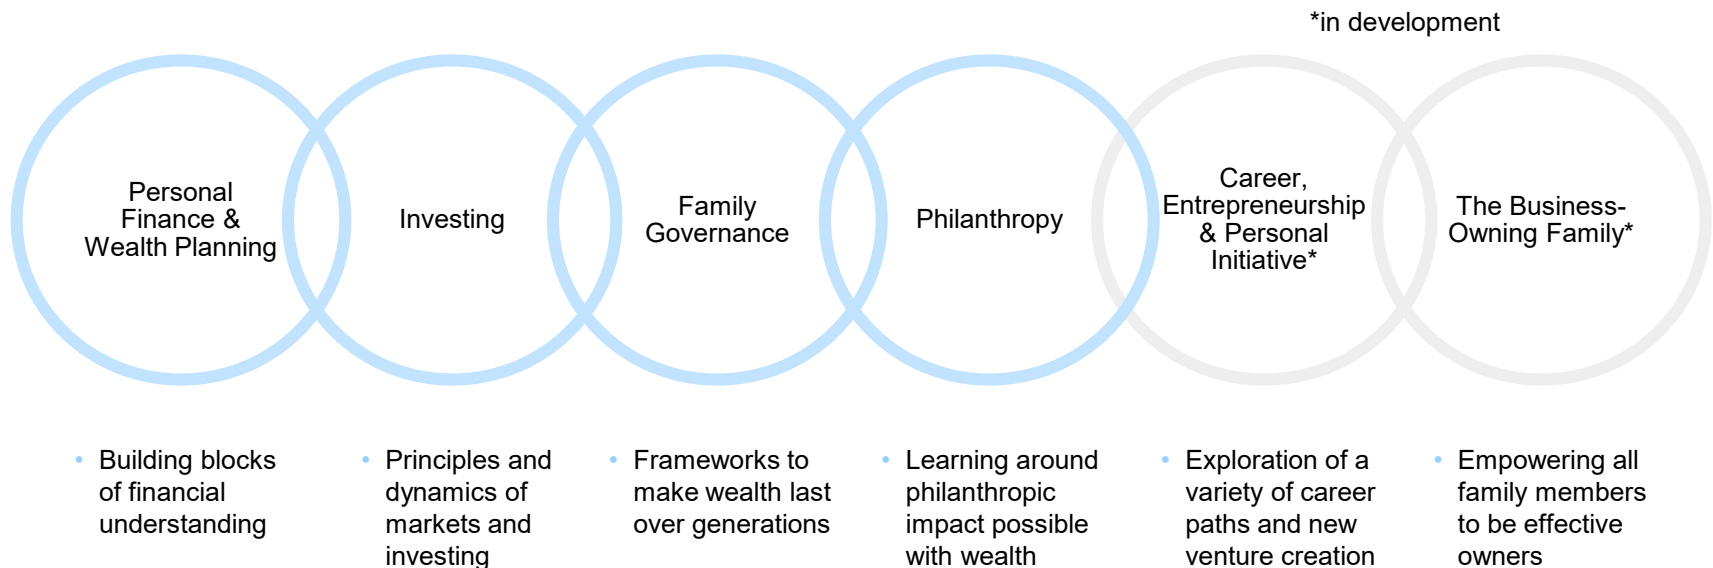 *in development
Personal
Finance &
Wealth Planning
Investing
Family
Governance
Philanthropy
Career,
Entrepreneurship
& Personal
Initiative*
The Business-
Owning Family*
• Building blocks
of financial
understanding
• Principles and
dynamics of
markets and
investing
• Frameworks to
make wealth last
over generations
• Learning around
philanthropic
impact possible
with wealth
• Exploration of a
variety of career
paths and new
venture creation
• Empowering all
family members
to be effective
owners